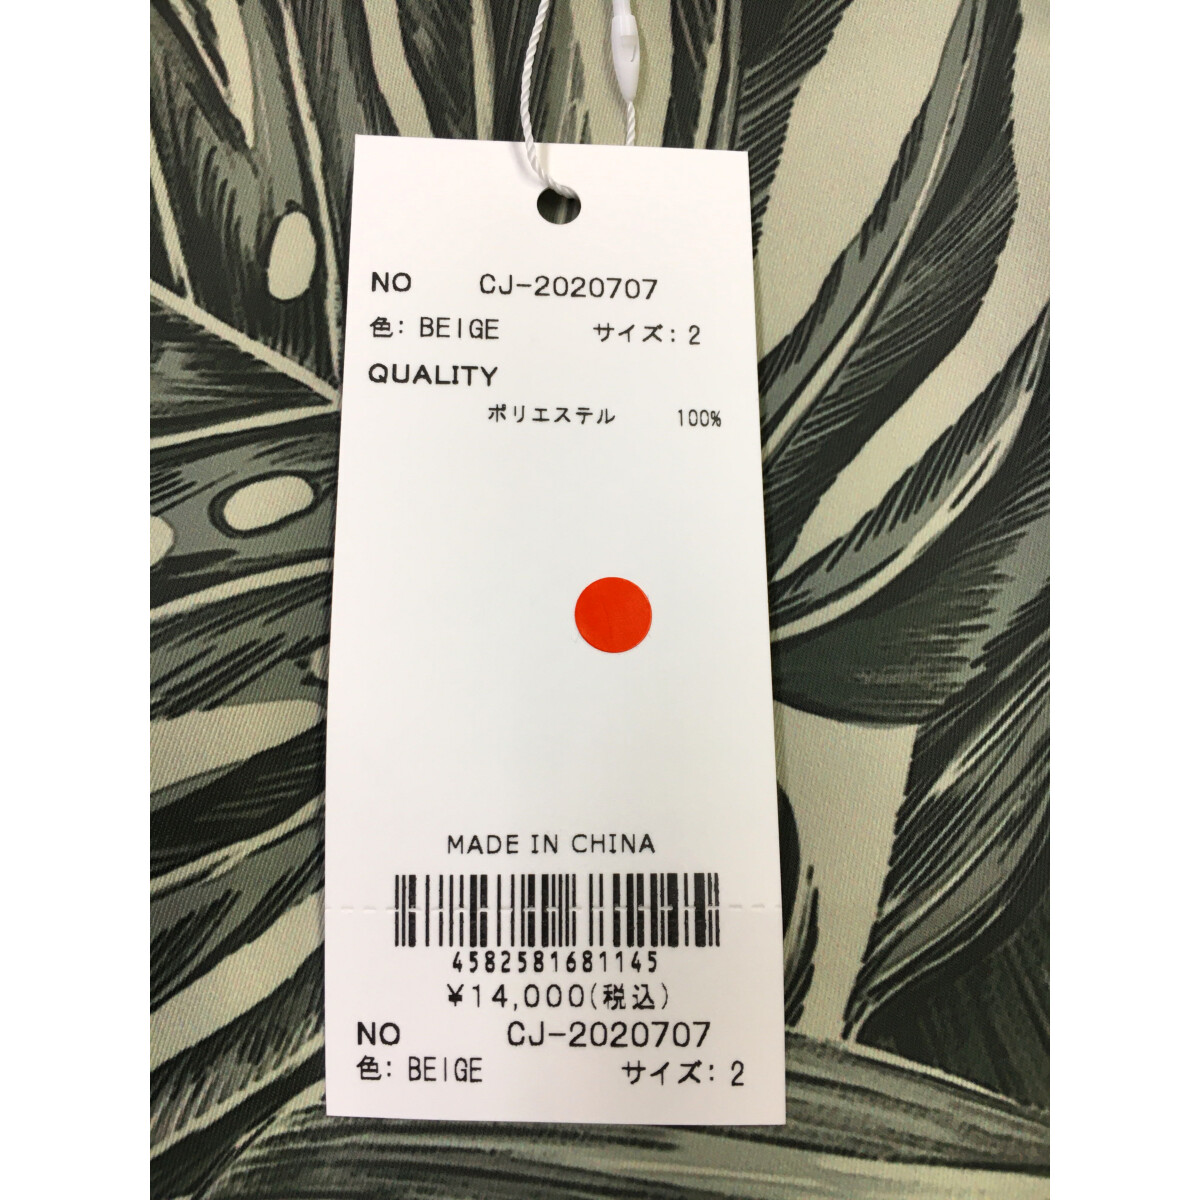 NO CJ-2020707
色: BEIGE サイズ: 2
QUALITY
ポリエステル 100%
MADE IN CHINA
4582581681145
¥14,000(税込)
NO CJ-2020707
色: BEIGE サイズ: 2